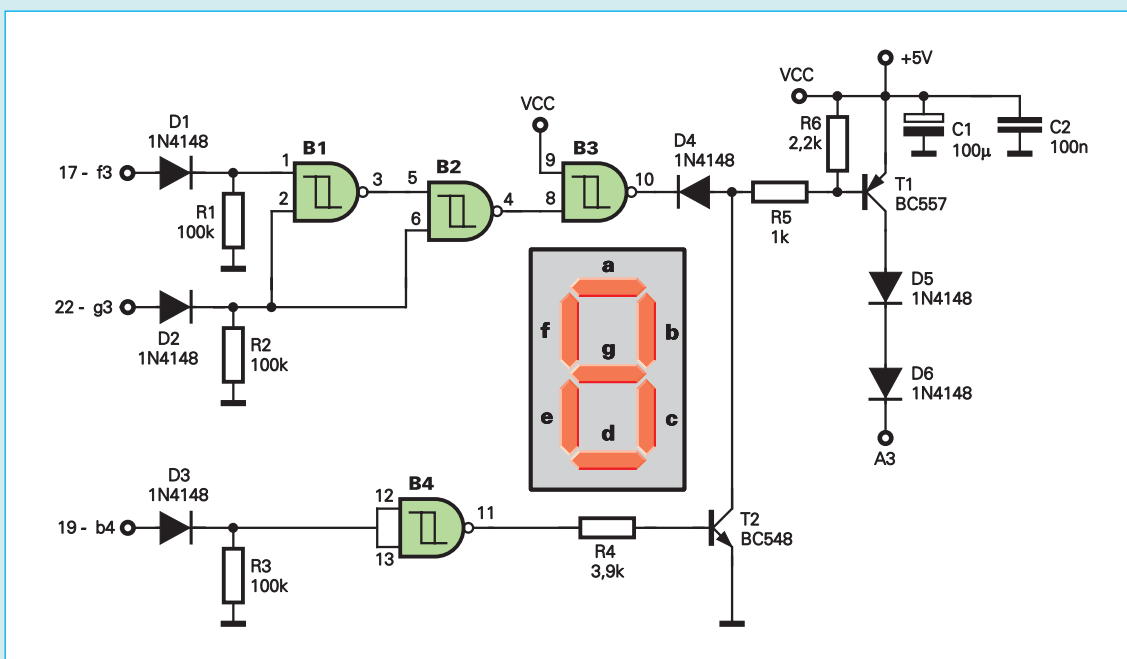 +5V
VCC
VCC
R6
2,2k
C1
100µ
C2
100n
D1
1N4148
B1
B2
B3
D4
1N4148
17 - f3
1
2
3
5
6
4
9
8
10
R1
100k
R5
1k
T1
BC557
a
f
b
g
e
c
d
22 - g3
D2
1N4148
R2
100k
D5
1N4148
D6
1N4148
A3
D3
1N4148
B4
19 - b4
12
13
11
R3
100k
R4
3,9k
T2
BC548